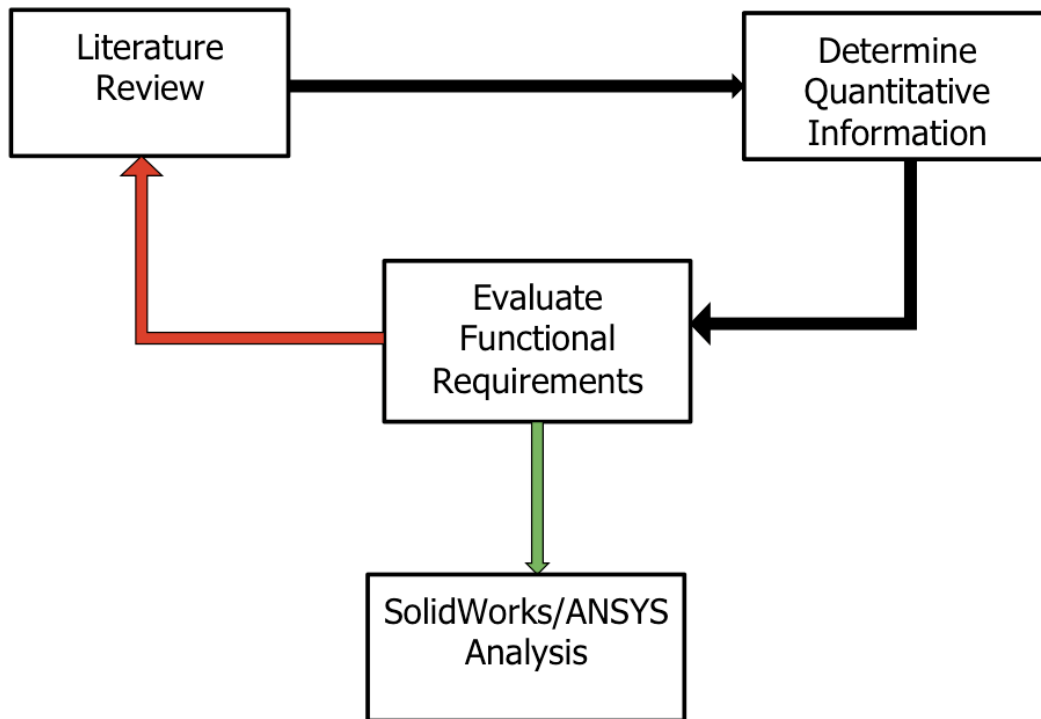 Literature
Review
Determine
Quantitative
Information
Evaluate
Functional
Requirements
SolidWorks/ANSYS
Analysis